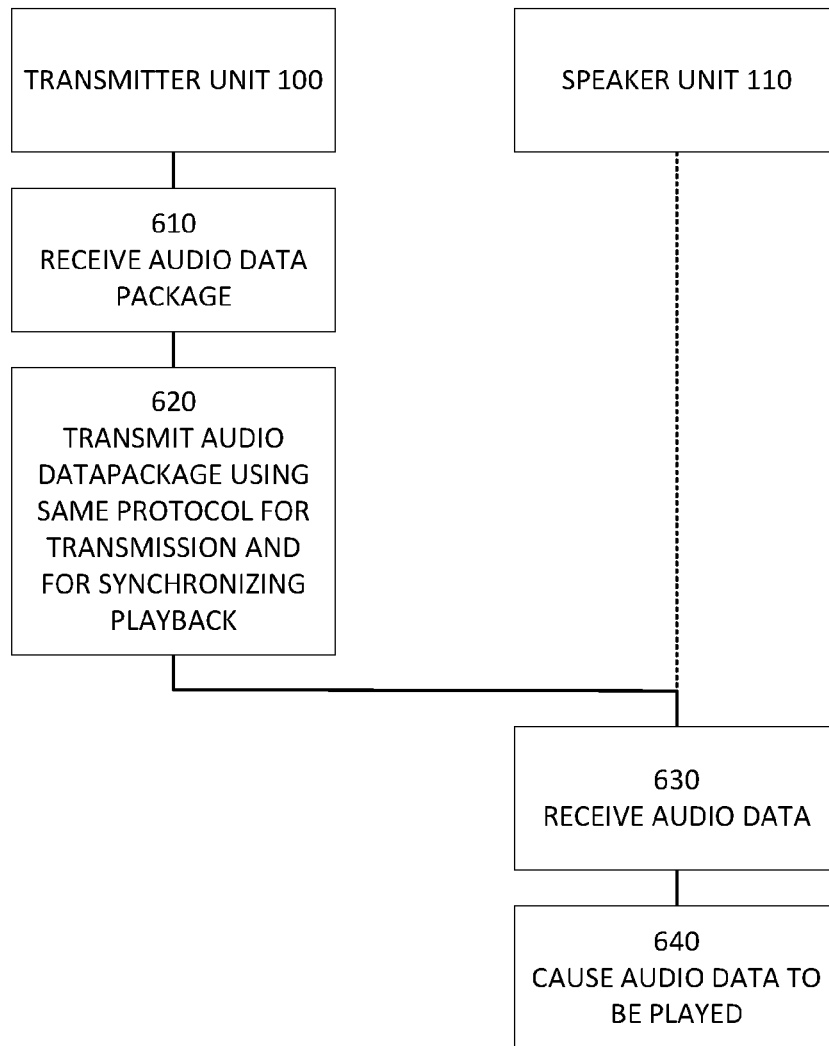 TRANSMITTER UNIT 100
SPEAKER UNIT 110
610
RECEIVE AUDIO DATA
PACKAGE
620
TRANSMIT AUDIO
DATAPACKAGE USING
SAME PROTOCOL FOR
TRANSMISSION AND
FOR SYNCHRONIZING
PLAYBACK
630
RECEIVE AUDIO DATA
640
CAUSE AUDIO DATA TO
BE PLAYED